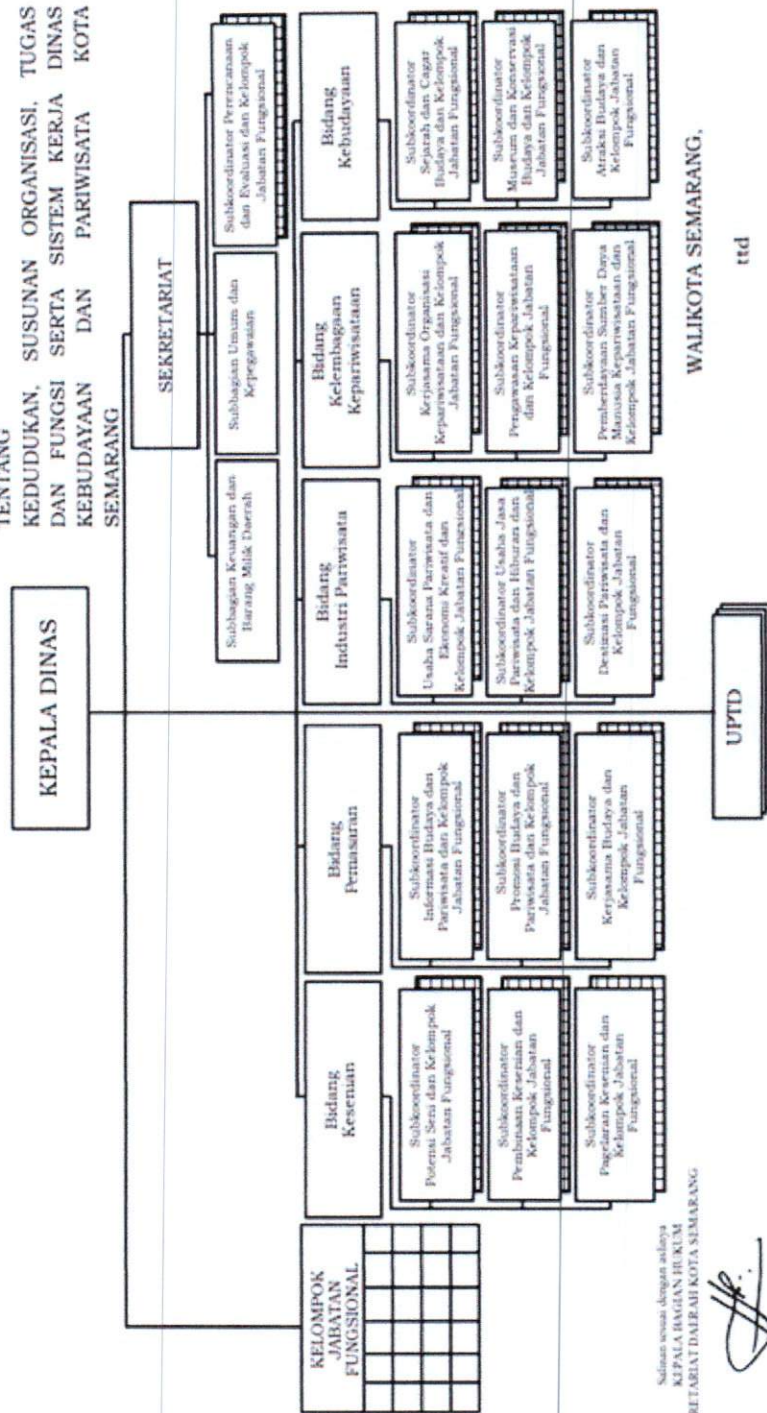 TENTANG
KEDUDUKAN, SUSUNAN ORGANISASI, TUGAS
DAN FUNGSI SERTA SISTEM KERJA DINAS
KEBUDAYAAN DAN PARIWISATA KOTA
SEMARANG
KEPALA DINAS
SEKRETARIAT
Subbagian Keuangan dan
Barang Milik Daerah
Subbagian Umum dan
Kepegawaian
Subkoordinator Perencanaan
dan Evaluasi dan Kelompok
Jabatan Fungsional
KELOMPOK
JABATAN
FUNGSIONAL
Bidang
Kesenian
Subkoordinator
Potensi Seni dan Kelompok
Jabatan Fungsional
Subkoordinator
Pembinaan Kesenian dan
Kelompok Jabatan
Fungsional
Subkoordinator
Pagelaran Kesenian dan
Kelompok Jabatan
Fungsional
Bidang
Pemasaran
Subkoordinator
Informasi Budaya dan
Pariwisata dan Kelompok
Jabatan Fungsional
Subkoordinator
Promosi Budaya dan
Pariwisata dan Kelompok
Jabatan Fungsional
Subkoordinator
Kerjasama Budaya dan
Kelompok Jabatan
Fungsional
Bidang
Industri Pariwisata
Subkoordinator
Usaha Sarana Pariwisata dan
Ekonomi Kreatif dan
Kelompok Jabatan Fungsional
Subkoordinator Usaha Jasa
Pariwisata dan Hiburan dan
Kelompok Jabatan Fungsional
Subkoordinator
Destinasi Pariwisata dan
Kelompok Jabatan
Fungsional
Bidang
Kelembagaan
Kepariwisataan
Subkoordinator
Kerjasama Organisasi
Kepariwisataan dan Kelompok
Jabatan Fungsional
Subkoordinator
Pengawasan Kepariwisataan
dan Kelompok Jabatan
Fungsional
Subkoordinator
Pemberdayaan Sumber Daya
Manusia Kepariwisataan dan
Kelompok Jabatan Fungsional
Bidang
Kebudayaan
Subkoordinator
Sejarah dan Cagar
Budaya dan Kelompok
Jabatan Fungsional
Subkoordinator
Museum dan Konservasi
Budaya dan Kelompok
Jabatan Fungsional
Subkoordinator
Atraksi Budaya dan
Kelompok Jabatan
Fungsional
UPTD
WALIKOTA SEMARANG,
ttd
Salinan sesuai dengan aslinya
KEPALA BAGIAN HUKUM
RETARIAT DAERAH KOTA SEMARANG